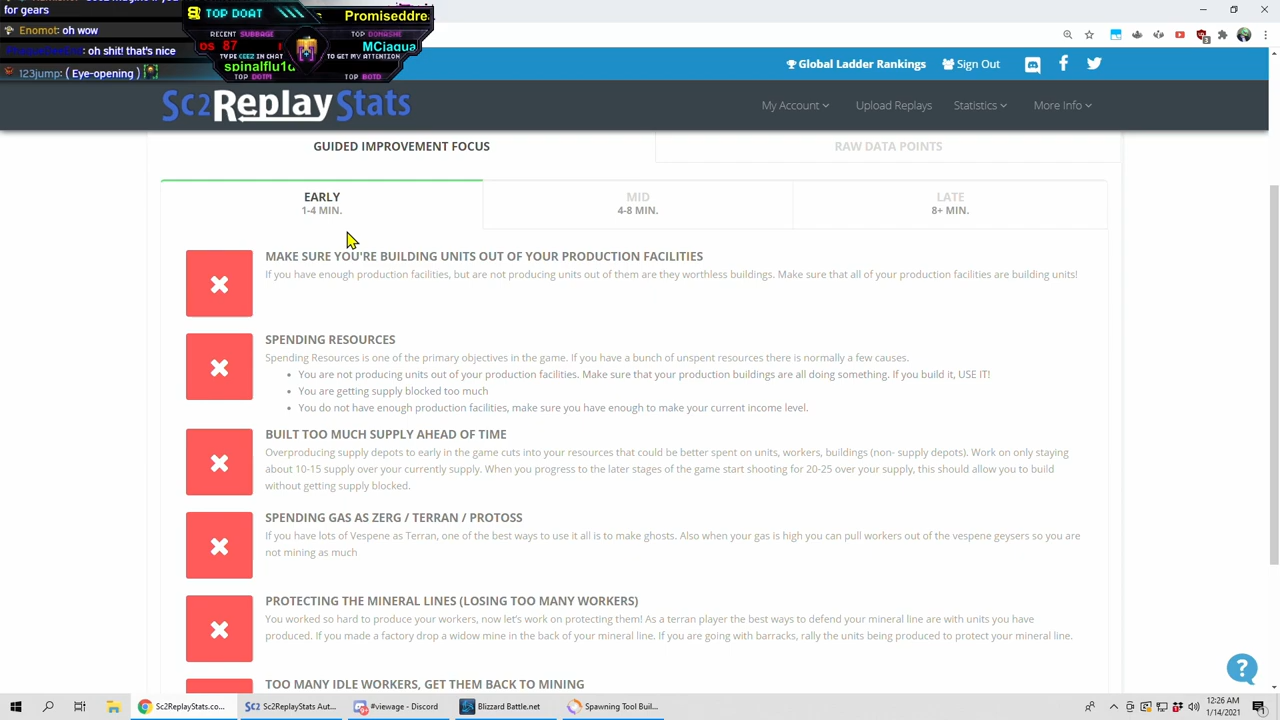 for gears
Enomot: oh wow
oh shit! that's nice
123jump: ( Eye-opening )
TOP DOAT
Promiseddre
RECENT SUBBAGE
TOP DONASHE
87
MCiaqua
TYPE IN CHAT
TO GET MY ATTENTION
spinalflu1d
TOP DOTM
TOP BOTD
Global Ladder Rankings
Sign Out
Sc2ReplayStats
My Account
Upload Replays
Statistics
More Info
GUIDED IMPROVEMENT FOCUS
RAW DATA POINTS
EARLY
1-4 MIN.
MID
4-8 MIN.
LATE
8+ MIN.
MAKE SURE YOU'RE BUILDING UNITS OUT OF YOUR PRODUCTION FACILITIES
If you have enough production facilities, but are not producing units out of them are they worthless buildings. Make sure that all of your production facilities are building units!
SPENDING RESOURCES
Spending Resources is one of the primary objectives in the game. If you have a bunch of unspent resources there is normally a few causes.
• You are not producing units out of your production facilities. Make sure that your production buildings are all doing something. If you build it, USE IT!
• You are getting supply blocked too much
• You do not have enough production facilities, make sure you have enough to make your current income level.
BUILT TOO MUCH SUPPLY AHEAD OF TIME
Overproducing supply depots to early in the game cuts into your resources that could be better spent on units, workers, buildings (non- supply depots). Work on only staying
about 10-15 supply over your currently supply. When you progress to the later stages of the game start shooting for 20-25 over your supply, this should allow you to build
without getting supply blocked.
SPENDING GAS AS ZERG / TERRAN / PROTOSS
If you have lots of Vespene as Terran, one of the best ways to use it all is to make ghosts. Also when your gas is high you can pull workers out of the vespene geysers so you are
not mining as much
PROTECTING THE MINERAL LINES (LOSING TOO MANY WORKERS)
You worked so hard to produce your workers, now let's work on protecting them! As a terran player the best ways to defend your mineral line are with units you have
produced. If you made a factory drop a widow mine in the back of your mineral line. If you are going with barracks, rally the units being produced to protect your mineral line.
TOO MANY IDLE WORKERS, GET THEM BACK TO MINING
Sc2ReplayStats.co...
Sc2ReplayStats Aut...
#viewage - Discord
Blizzard Battle.net
Spawning Tool Buil...
12:26 AM
1/14/2021